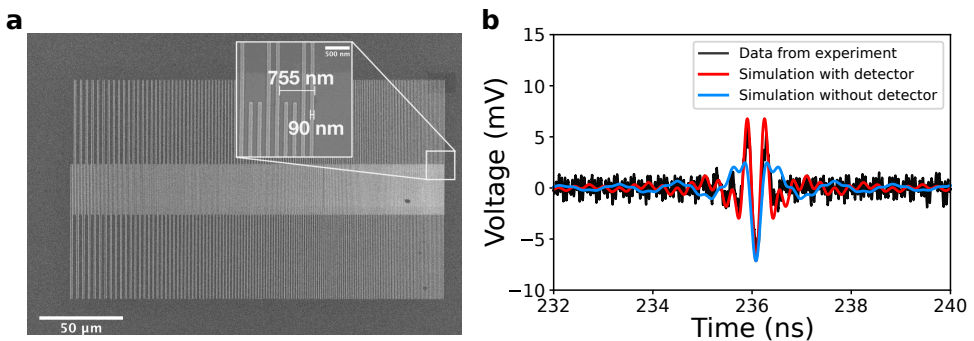 a
500 nm
755 nm
90 nm
50 μm
b
Voltage (mV)
15
10
5
0
−5
−10
Data from experiment
Simulation with detector
Simulation without detector
232
234
236
238
240
Time (ns)